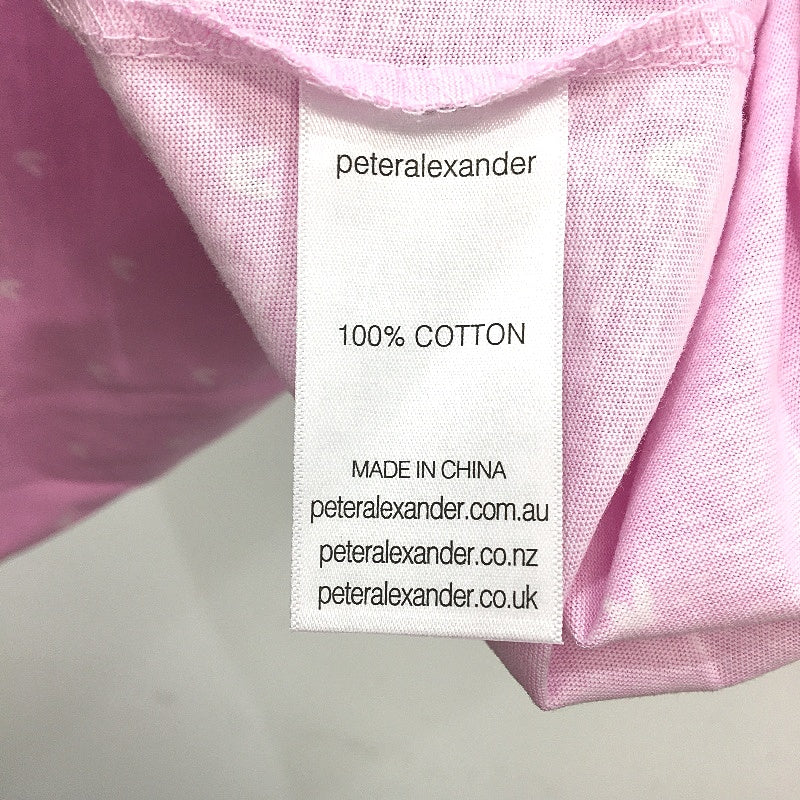 peteralexander
100% COTTON
MADE IN CHINA
peteralexander.com.au
peteralexander.co.nz
peteralexander.co.uk